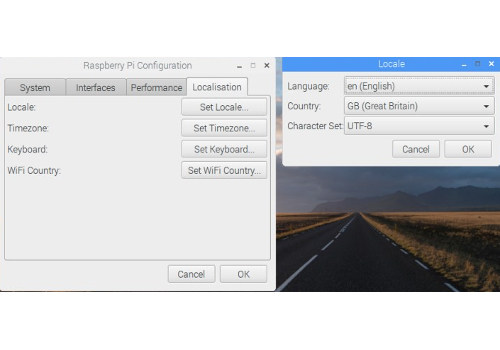 Raspberry Pi Configuration
System Interfaces Performance Localisation
Locale: Set Locale...
Timezone: Set Timezone...
Keyboard: Set Keyboard...
WiFi Country: Set WiFi Country...
Cancel OK
Locale
Language: en (English)
Country: GB (Great Britain)
Character Set: UTF-8
Cancel OK